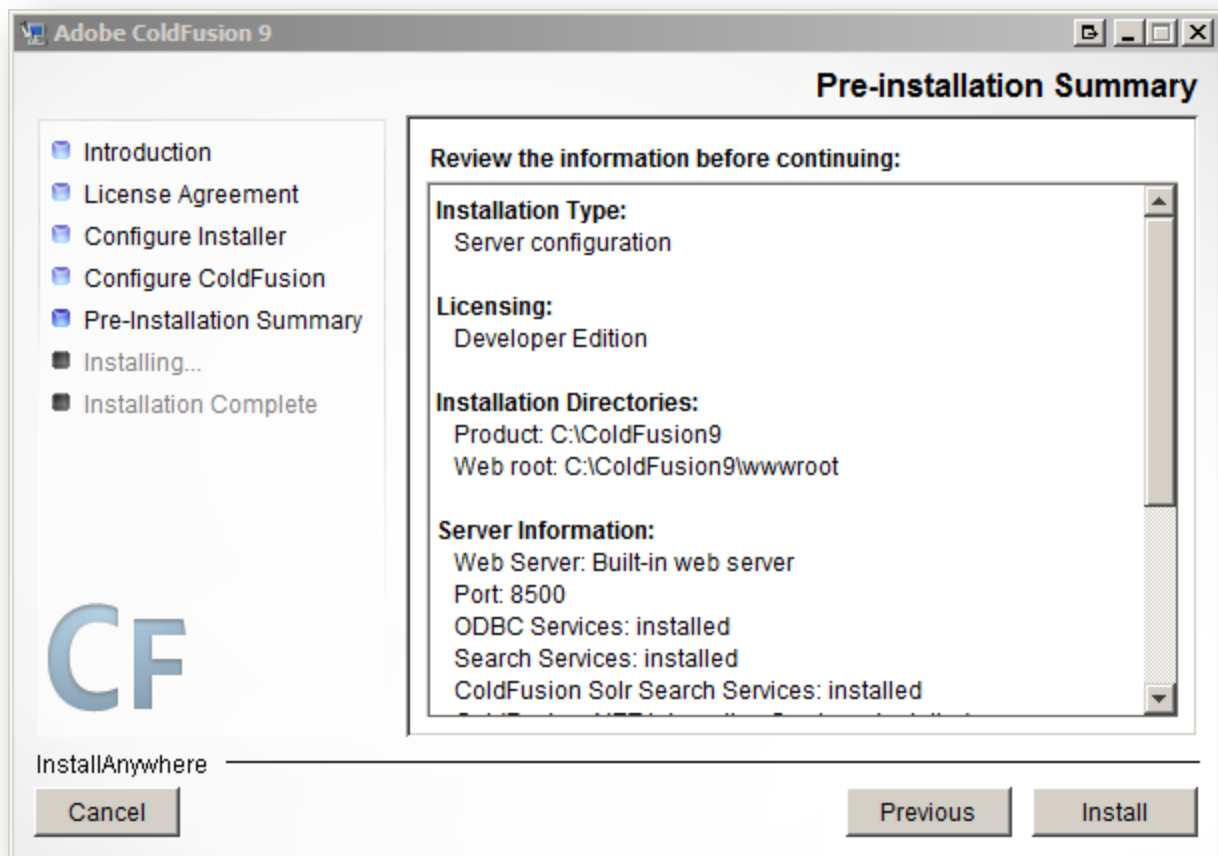 Adobe ColdFusion 9
Pre-installation Summary
Introduction
License Agreement
Configure Installer
Configure ColdFusion
Pre-Installation Summary
Installing...
Installation Complete
CF
Review the information before continuing:
Installation Type:
Server configuration
Licensing:
Developer Edition
Installation Directories:
Product: C:\ColdFusion9
Web root: C:\ColdFusion9\wwwroot
Server Information:
Web Server: Built-in web server
Port: 8500
ODBC Services: installed
Search Services: installed
ColdFusion Solr Search Services: installed
InstallAnywhere
Cancel
Previous
Install